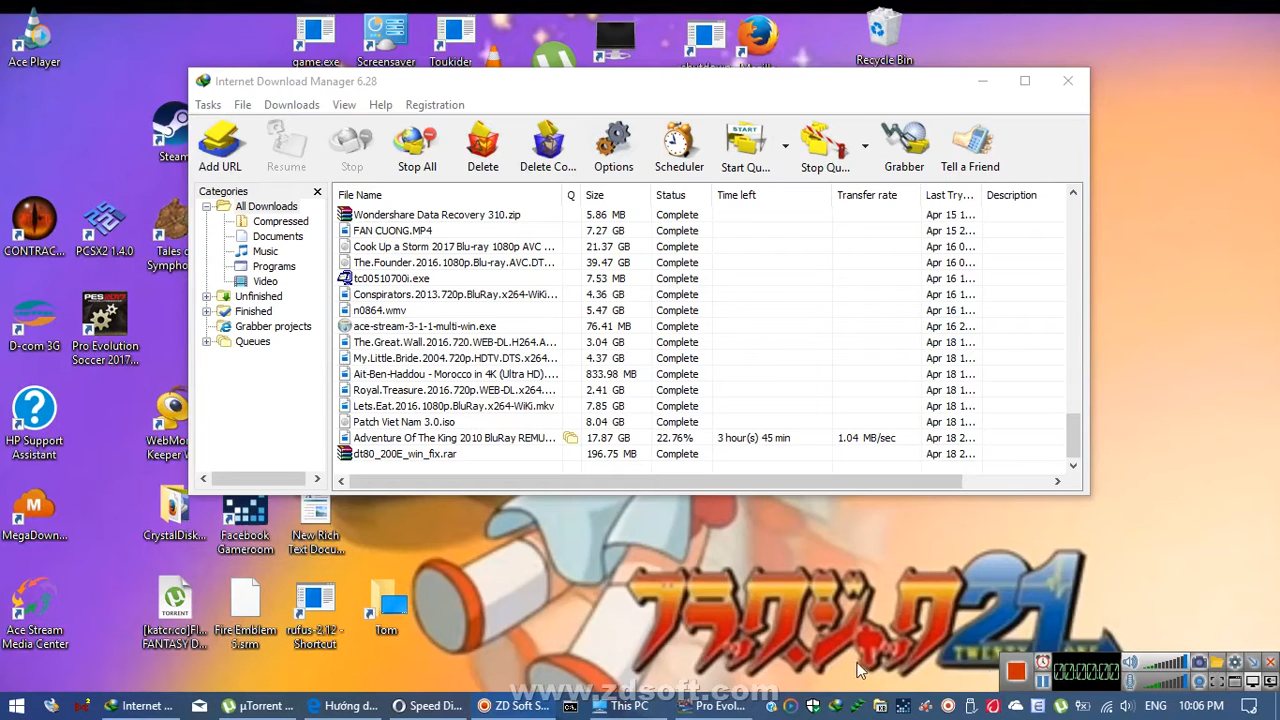 Ace Player
game.exe
Screensaver
Toukider
Recycle Bin
Steam
CONTRAC...
PCSX2 1.4.0
Tales of
Symph
D-com 3G
Pro Evolution
Soccer 2017...
HP Support
Assistant
WebMon
Keeper W
MegaDown...
CrystalDisk
Facebook
Gameroom
New Rich
Text Docu...
Ace Stream
Media Center
TORRENT
[katcr.co]Fl...
FANTASY D...
Fire Emblem
6.srm
rufus-2.12 -
Shortcut
Tom
Internet Download Manager 6.28
Tasks File Downloads View Help Registration
Add URL Resume Stop Stop All Delete Delete Co... Options Scheduler Start Qu... Stop Qu... Grabber Tell a Friend
START
Categories
All Downloads
Compressed
Documents
Music
Programs
Video
Unfinished
Finished
Grabber projects
Queues
File Name Q Size Status Time left Transfer rate Last Try... Description
Wondershare Data Recovery 310.zip 5.86 MB Complete Apr 15 1...
FAN CUONG.MP4 7.27 GB Complete Apr 15 2...
Cook Up a Storm 2017 Blu-ray 1080p AVC ... 21.37 GB Complete Apr 16 0...
The.Founder.2016.1080p.Blu-ray.AVC.DT... 39.47 GB Complete Apr 16 0...
tc00510700i.exe 7.53 MB Complete Apr 16 1...
Conspirators.2013.720p.BluRay.x264-WiKi... 4.36 GB Complete Apr 16 1...
n0864.wmv 5.47 GB Complete Apr 16 1...
ace-stream-3-1-1-multi-win.exe 76.41 MB Complete Apr 16 2...
The.Great.Wall.2016.720.WEB-DL.H264.A... 3.04 GB Complete Apr 18 1...
My.Little.Bride.2004.720p.HDTV.DTS.x264... 4.37 GB Complete Apr 18 1...
Ait-Ben-Haddou - Morocco in 4K (Ultra HD).... 833.98 MB Complete Apr 18 1...
Royal.Treasure.2016.720p.WEB-DL.x264... 2.41 GB Complete Apr 18 1...
Lets.Eat.2016.1080p.BluRay.x264-WiKi.mkv 7.85 GB Complete Apr 18 1...
Patch Viet Nam 3.0.iso 8.04 GB Complete Apr 18 1...
Adventure Of The King 2010 BluRay REMU... 17.87 GB 22.76% 3 hour(s) 45 min 1.04 MB/sec Apr 18 2...
dt80_200E_win_fix.rar 196.75 MB Complete Apr 18 2...
21
00:00:00
www.zdsoft.com
Internet ... µTorrent ... Hướng d... Speed Di... ZD Soft S... This PC Pro Evol... 10:06 PM